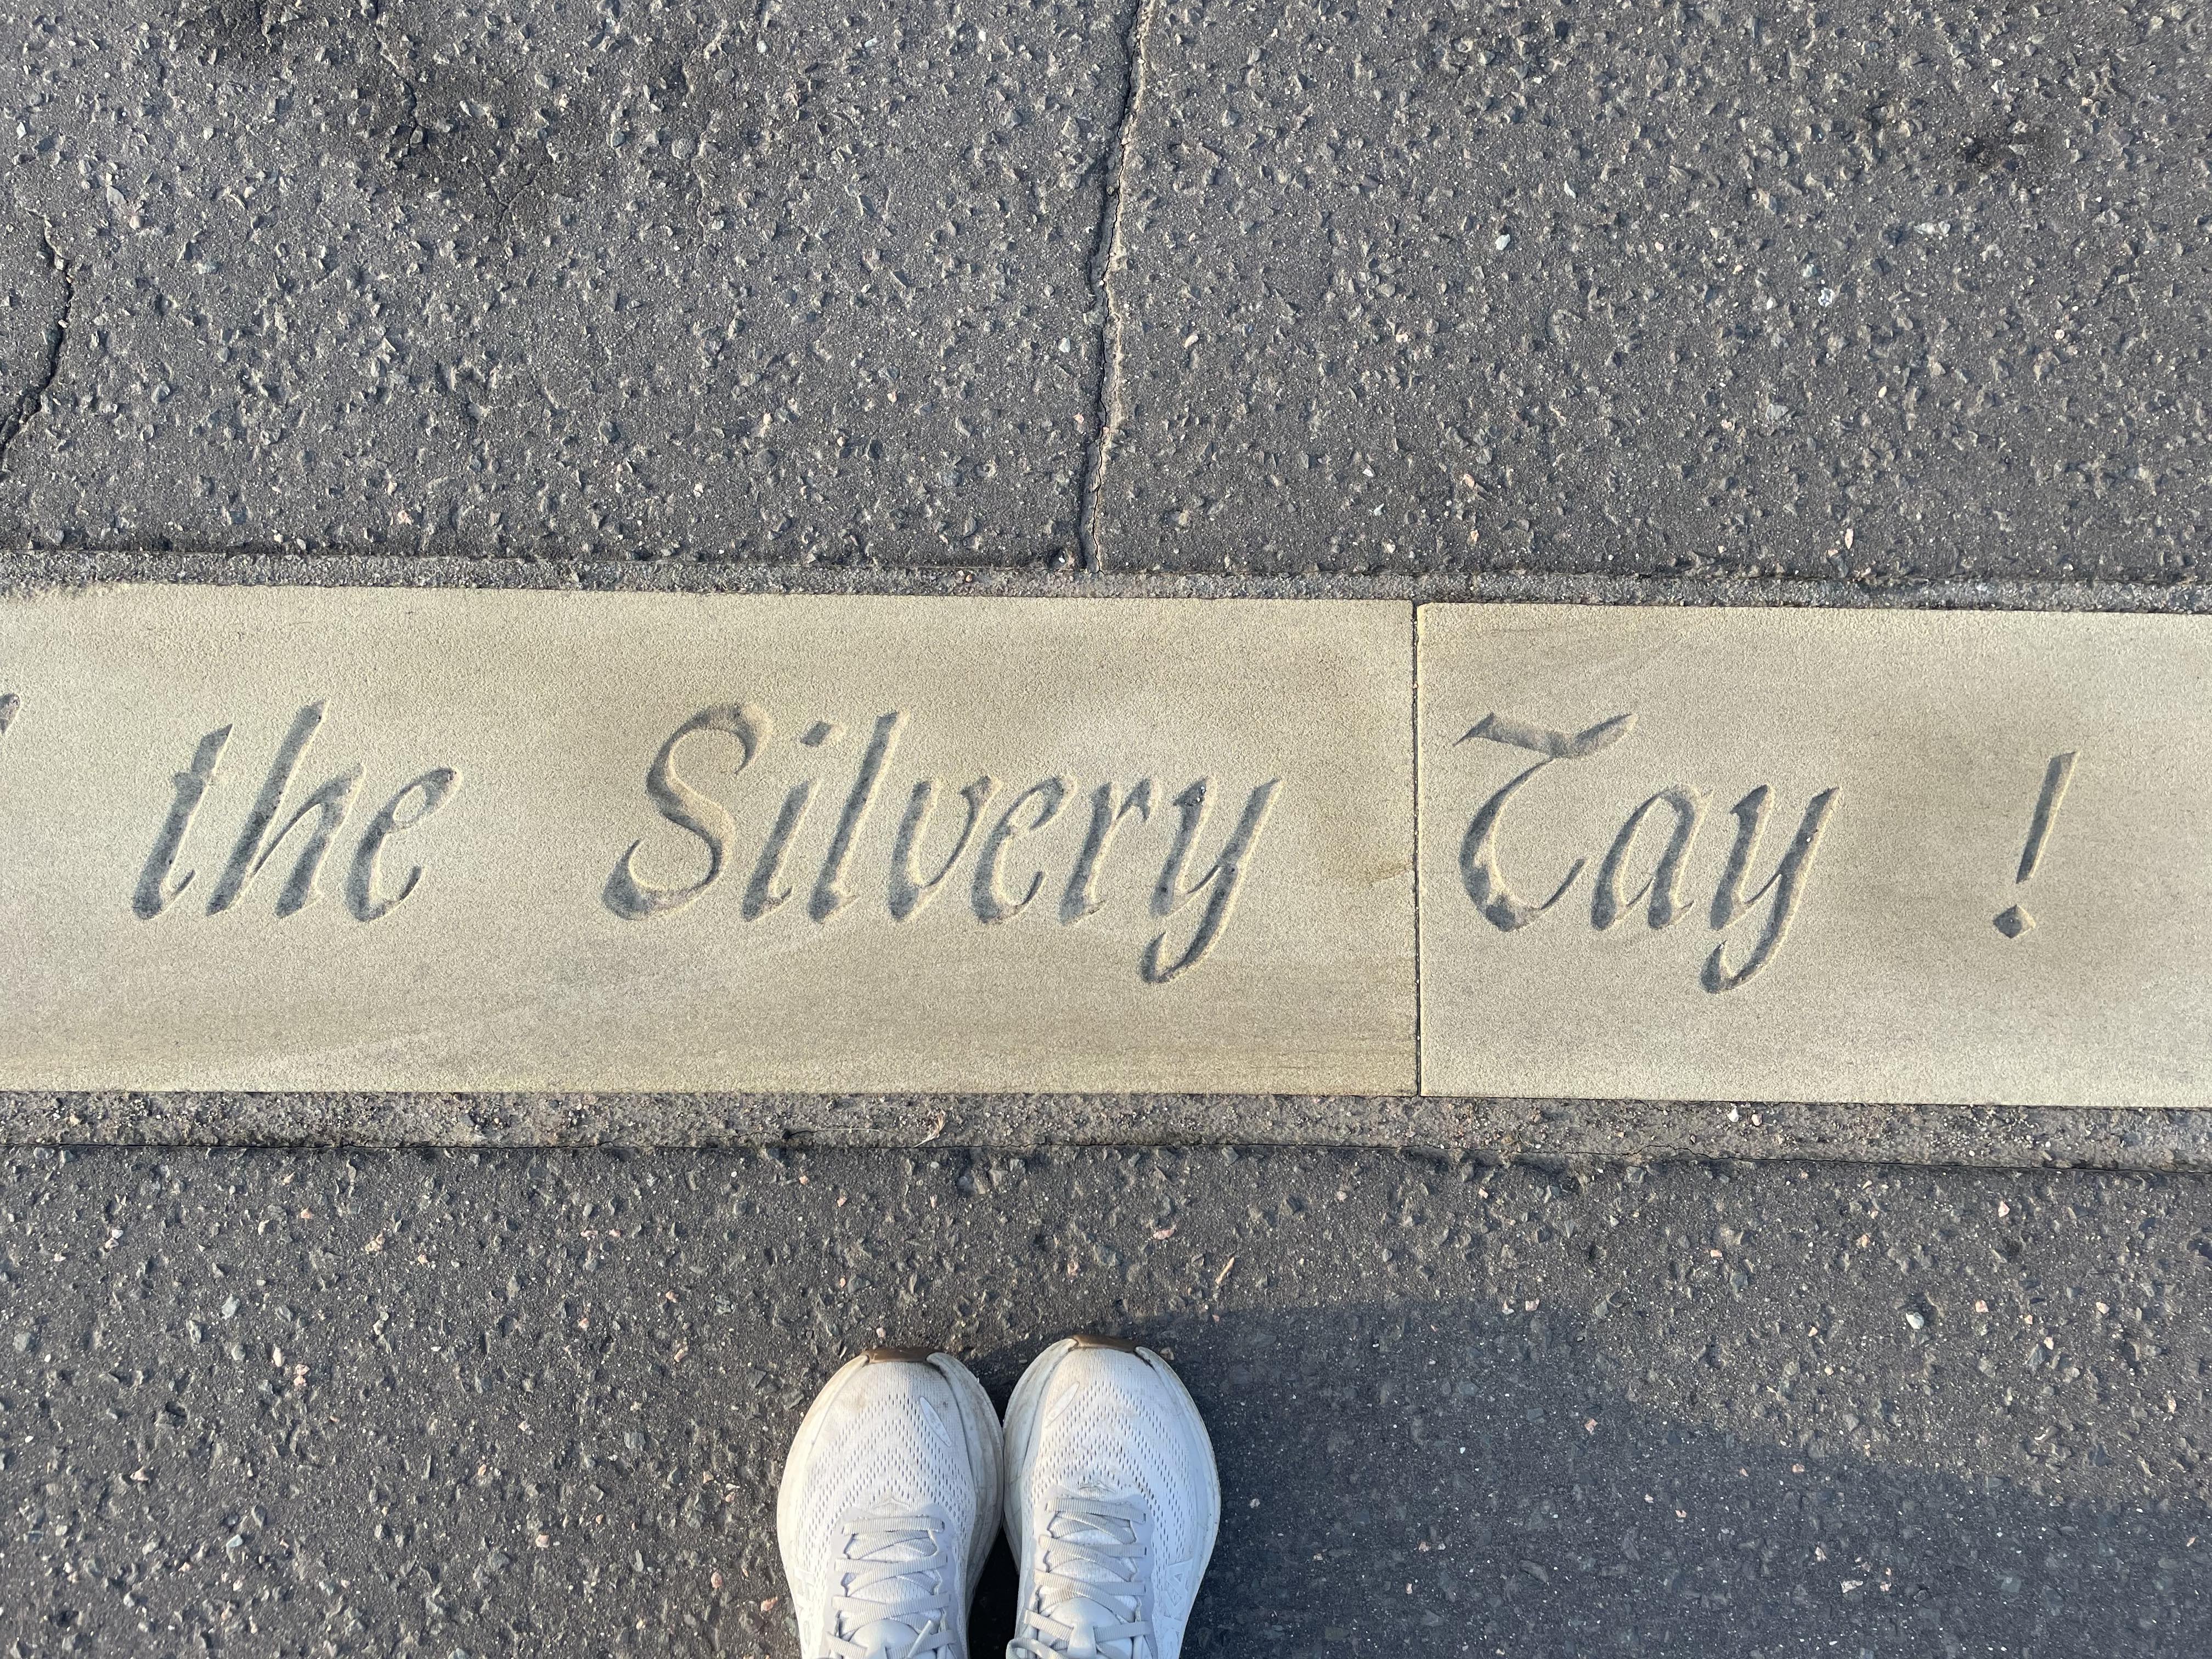 the Silvery Tay !